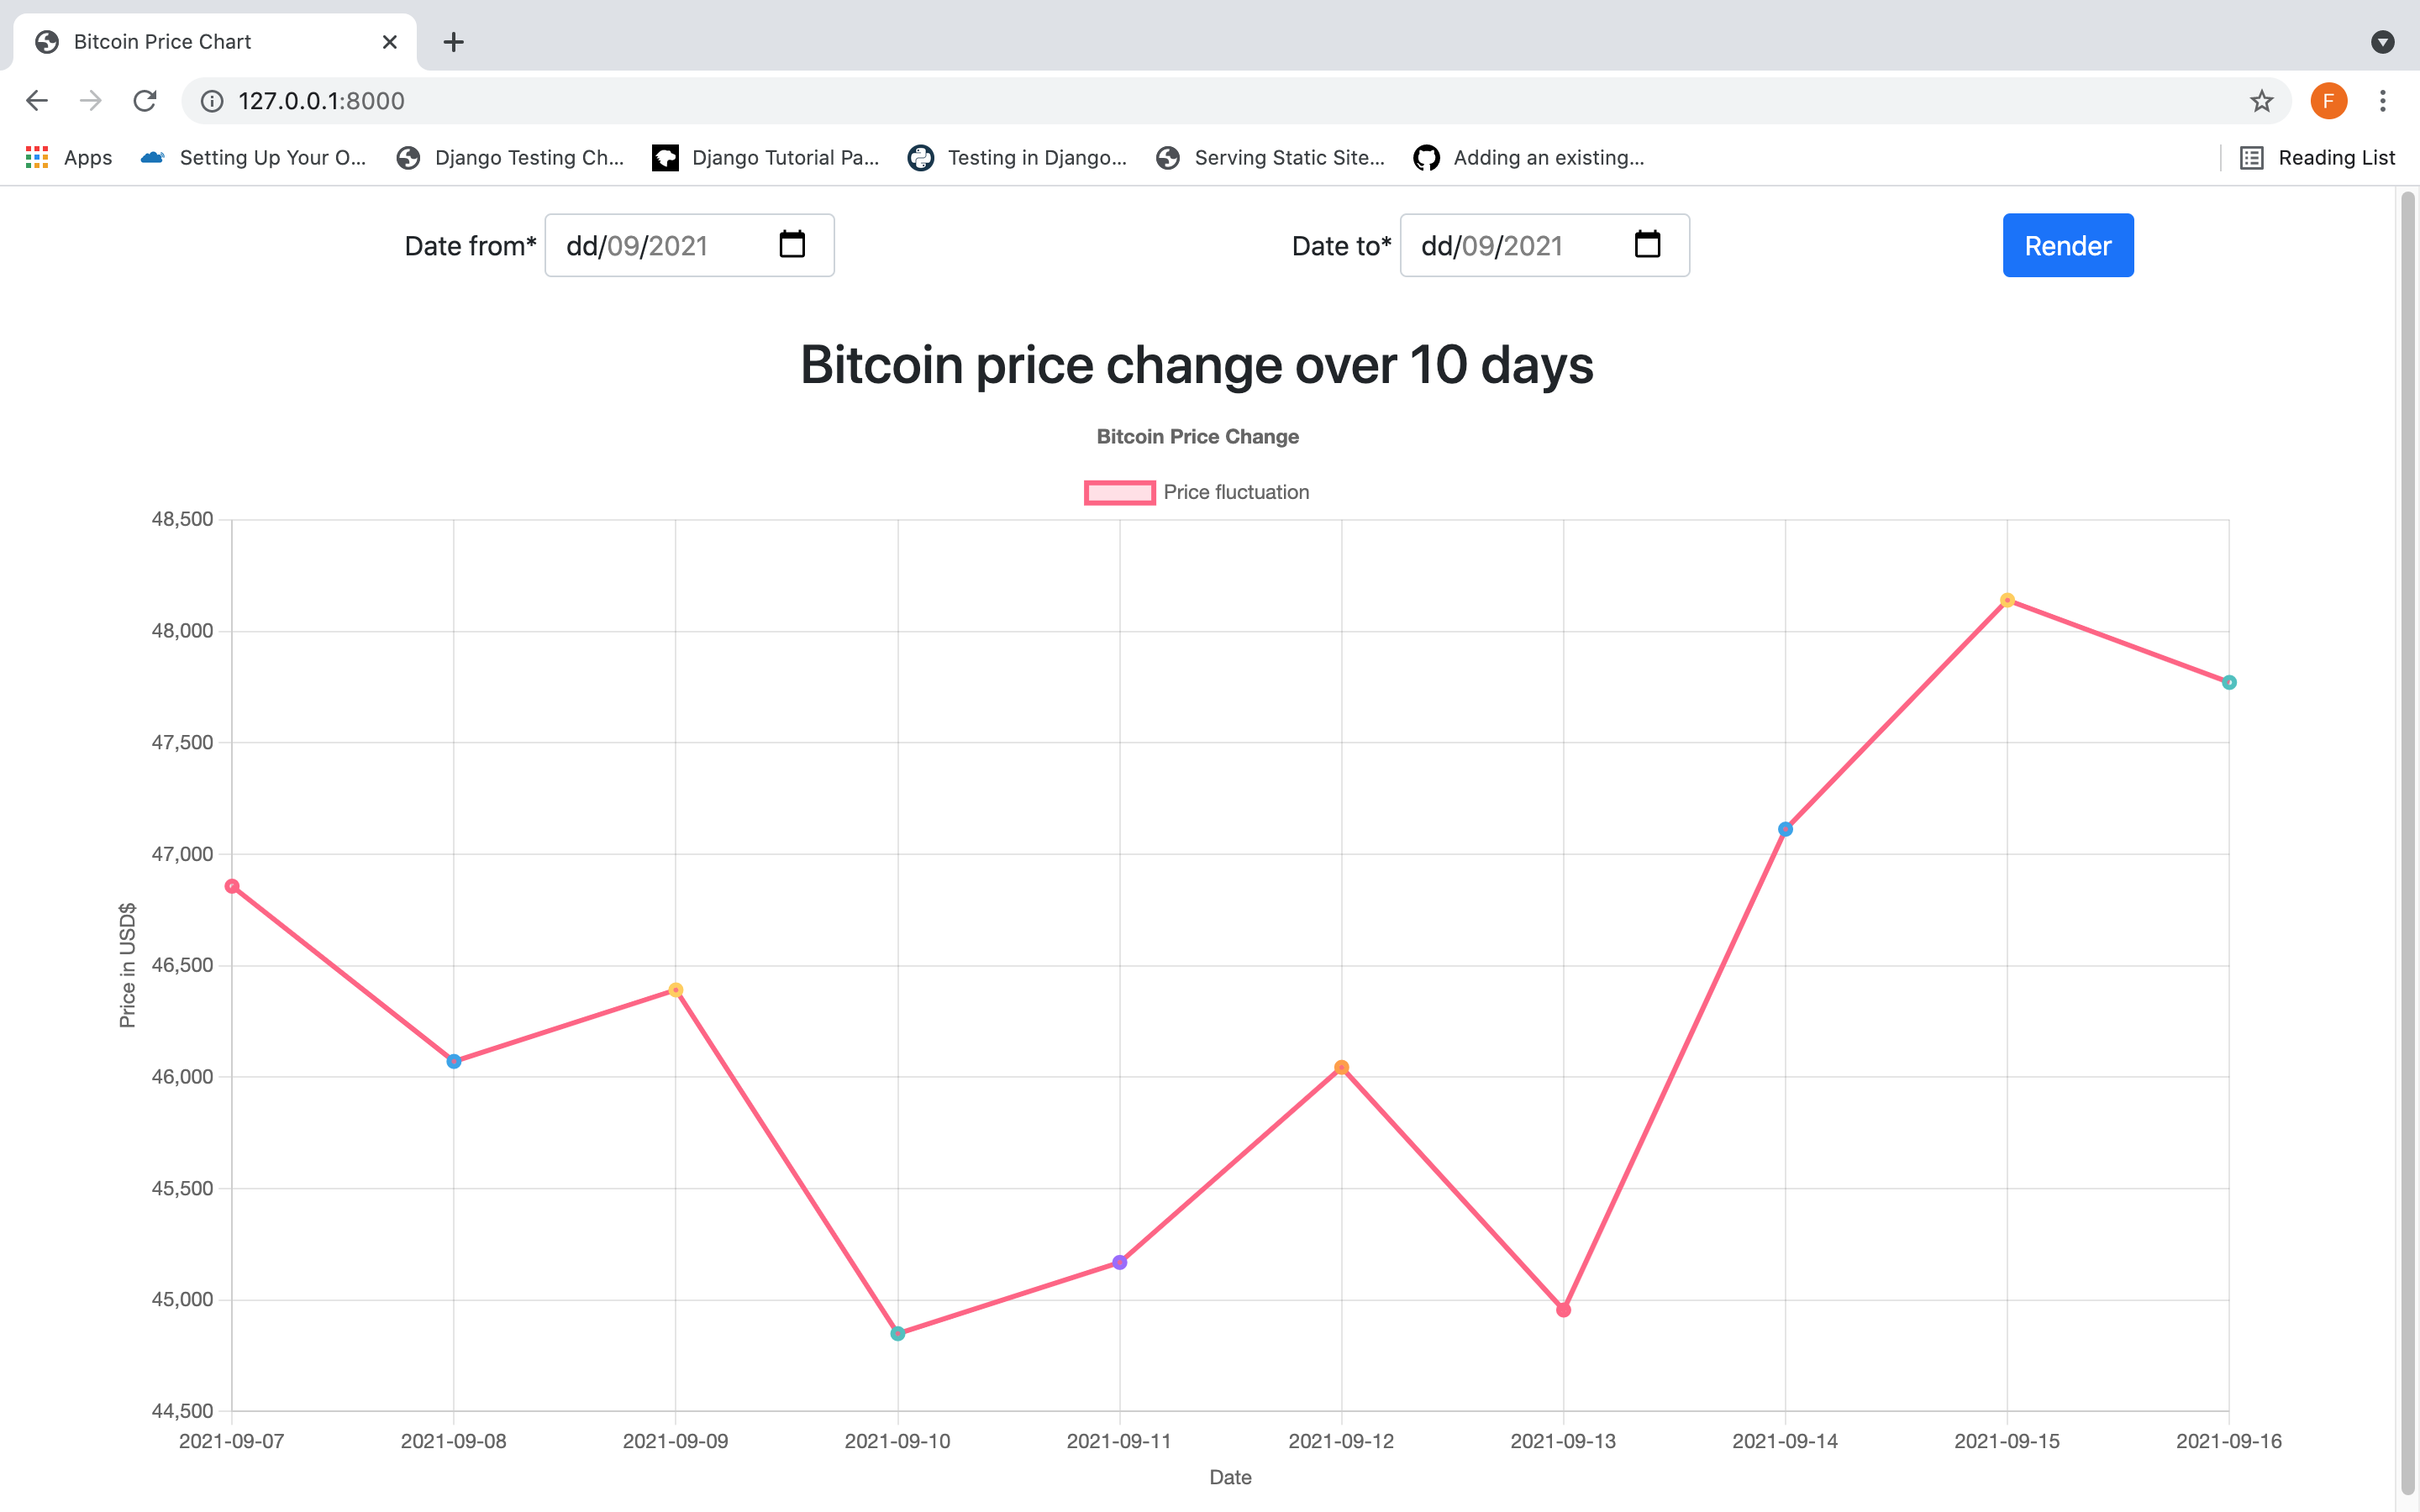 Bitcoin Price Chart
127.0.0.1:8000
F
Apps
Setting Up Your O...
Django Testing Ch...
Django Tutorial Pa...
Testing in Django...
Serving Static Site...
Adding an existing...
Reading List
Date from* dd/09/2021
Date to* dd/09/2021
Render
Bitcoin price change over 10 days
Bitcoin Price Change
Price fluctuation
48,500
48,000
47,500
47,000
46,500
46,000
45,500
45,000
44,500
Price in USD$
2021-09-07
2021-09-08
2021-09-09
2021-09-10
2021-09-11
2021-09-12
2021-09-13
2021-09-14
2021-09-15
2021-09-16
Date